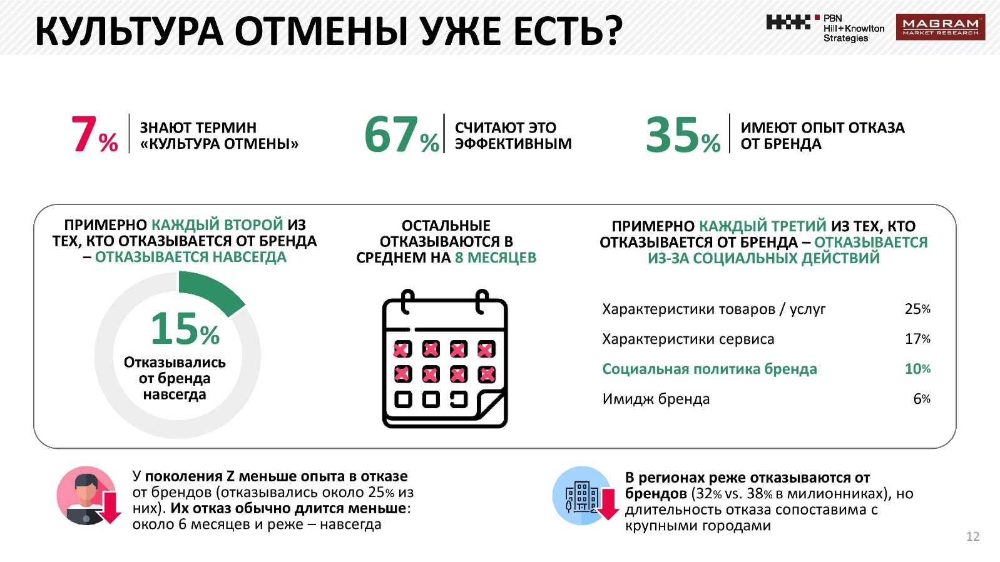 КУЛЬТУРА ОТМЕНЫ УЖЕ ЕСТЬ?
PBN
Hill+Knowlton
Strategies
MAGRAM
MARKET RESEARCH
7%
ЗНАЮТ ТЕРМИН
«КУЛЬТУРА ОТМЕНЫ»
67%
СЧИТАЮТ ЭТО
ЭФФЕКТИВНЫМ
35%
ИМЕЮТ ОПЫТ ОТКАЗА
ОТ БРЕНДА
ПРИМЕРНО КАЖДЫЙ ВТОРОЙ ИЗ
ТЕХ, КТО ОТКАЗЫВАЕТСЯ ОТ БРЕНДА
– ОТКАЗЫВАЕТСЯ НАВСЕГДА
15%
Отказывались
от бренда
навсегда
ОСТАЛЬНЫЕ
ОТКАЗЫВАЮТСЯ В
СРЕДНЕМ НА 8 МЕСЯЦЕВ
ПРИМЕРНО КАЖДЫЙ ТРЕТИЙ ИЗ ТЕХ, КТО
ОТКАЗЫВАЕТСЯ ОТ БРЕНДА – ОТКАЗЫВАЕТСЯ
ИЗ-ЗА СОЦИАЛЬНЫХ ДЕЙСТВИЙ
Характеристики товаров / услуг 25%
Характеристики сервиса 17%
Социальная политика бренда 10%
Имидж бренда 6%
У поколения Z меньше опыта в отказе
от брендов (отказывались около 25% из
них). Их отказ обычно длится меньше:
около 6 месяцев и реже – навсегда
В регионах реже отказываются от
брендов (32% vs. 38% в милионниках), но
длительность отказа сопоставима с
крупными городами
12